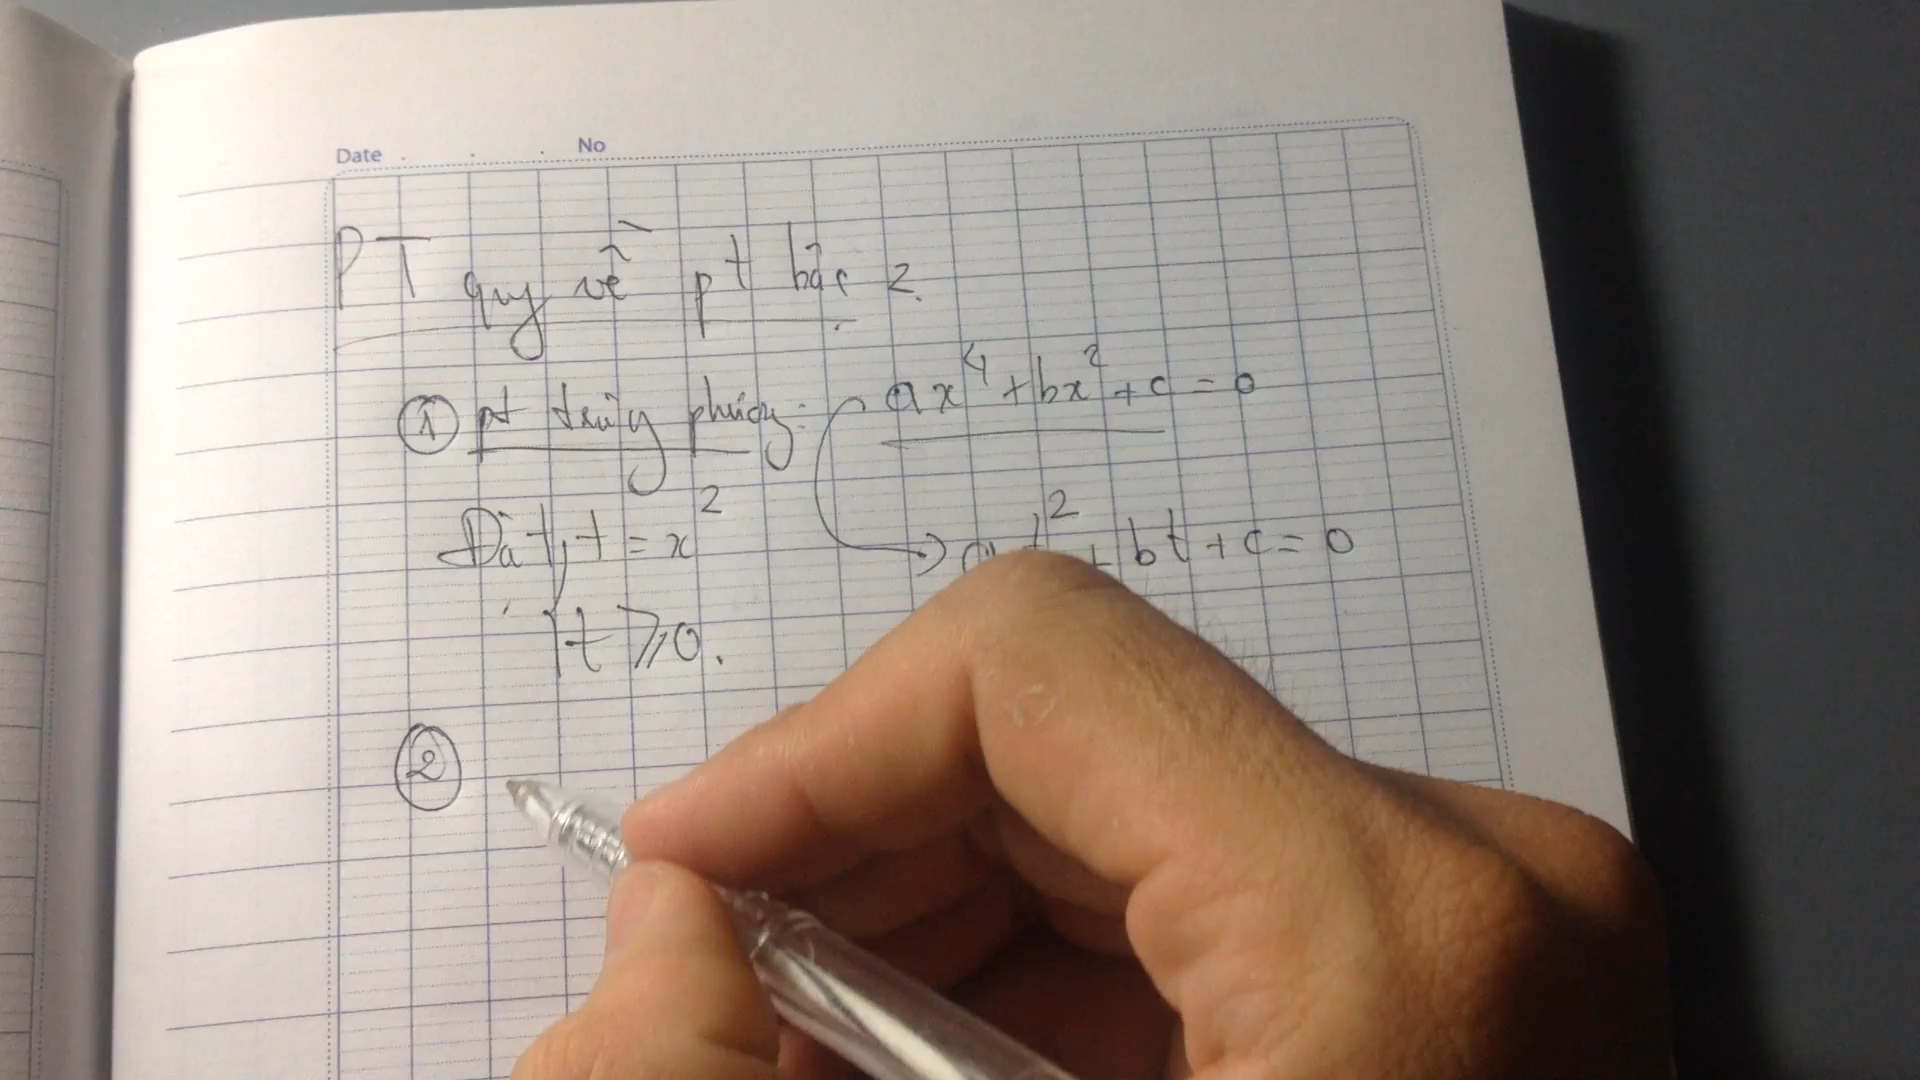 Date No
PT quy về pt bậc 2.
① pt trùng phương: ax⁴ + bx² + c = 0
Đặt t = x² → at² + bt + c = 0
t ⩾ 0.
②